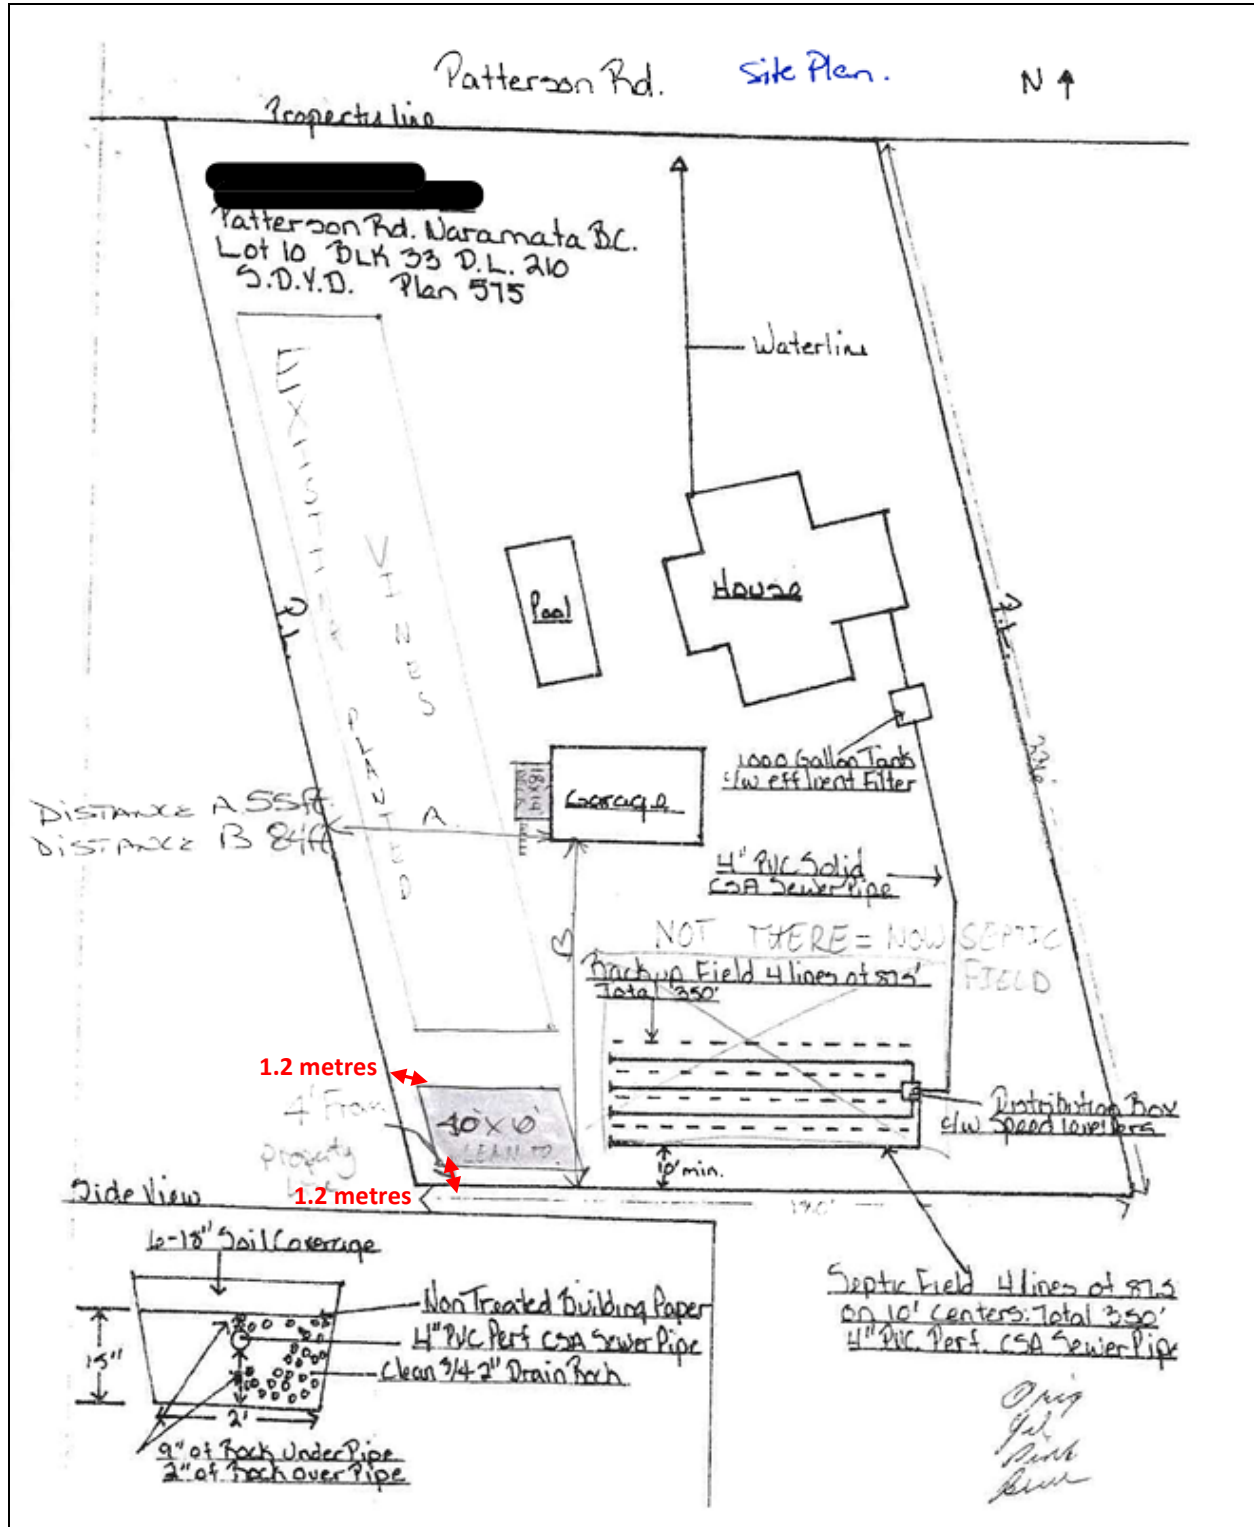 Patterson Rd. Site Plan. N
Property line
Patterson Rd. Naramata B.C.
Lot 10 BLK 33 D.L. 210
S.D.Y.D. Plan 575
Waterline
EXISTING
VINES
PLANTED
P.L.
House
Pool
P.L.
1000 Gallon Tank
c/w effluent Filter
18x14
Garage
DISTANCE A 55ft.
DISTANCE B 84ft
A.
4" PVC Solid
CSA Sewer Pipe
B
NOT THERE = NOW SEPTIC
FIELD
Backup Field 4 lines of 87.5'
Total 350'
1.2 metres
4' From
Property
40' X 10'
LEAN TO
Distribution Box
c/w Speed levellers
10' min.
1.2 metres
Side View
6-18" Soil Coverage
Non Treated Building Paper
4" PVC Perf CSA Sewer Pipe
Clean 3/4-2" Drain Rock
15"
2'
9" of Rock Under Pipe
2" of Rock Over Pipe
Septic Field 4 lines of 87.5
on 10' Centers: Total 350'
4" PVC. Perf. CSA Sewer Pipe
Orig